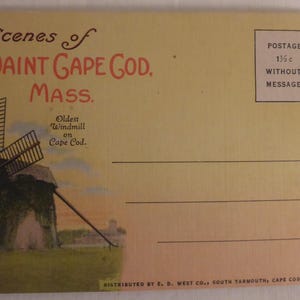 Scenes of
QUAINT CAPE COD,
MASS.
Oldest
Windmill
on
Cape Cod.
POSTAGE
1½ c
WITHOUT
MESSAGE
DISTRIBUTED BY E. D. WEST CO., SOUTH YARMOUTH, CAPE COD